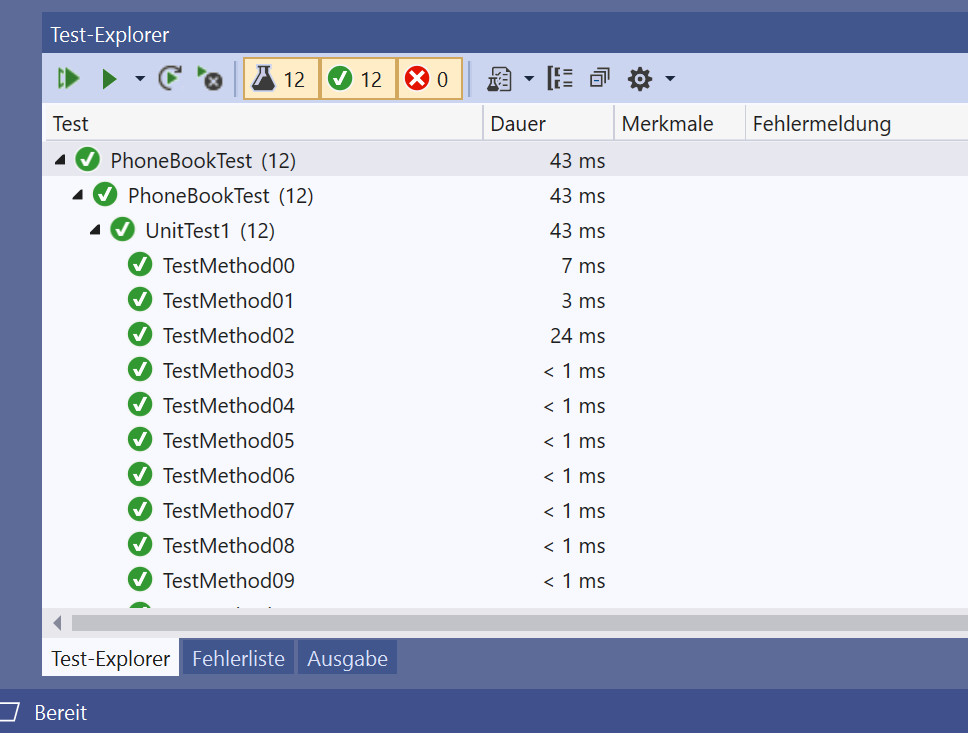 Test-Explorer
12 12 0
Test Dauer Merkmale Fehlermeldung
PhoneBookTest (12) 43 ms
PhoneBookTest (12) 43 ms
UnitTest1 (12) 43 ms
TestMethod00 7 ms
TestMethod01 3 ms
TestMethod02 24 ms
TestMethod03 < 1 ms
TestMethod04 < 1 ms
TestMethod05 < 1 ms
TestMethod06 < 1 ms
TestMethod07 < 1 ms
TestMethod08 < 1 ms
TestMethod09 < 1 ms
Test-Explorer Fehlerliste Ausgabe
Bereit